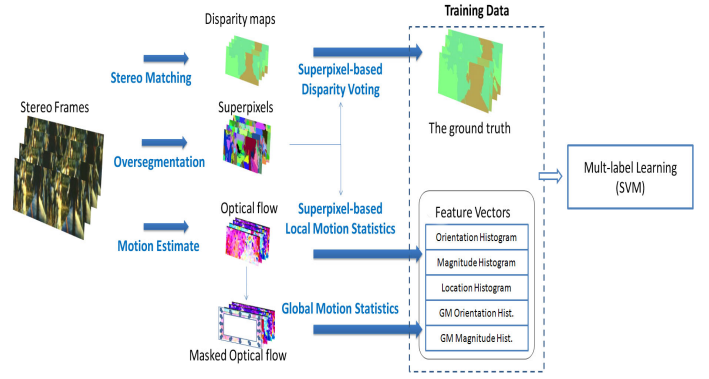 Training Data
Disparity maps
Stereo Matching
Superpixel-based
Disparity Voting
Stereo Frames
Superpixels
The ground truth
Oversegmentation
Mult-label Learning
(SVM)
Optical flow
Superpixel-based
Local Motion Statistics
Motion Estimate
Feature Vectors
Orientation Histogram
Magnitude Histogram
Location Histogram
GM Orientation Hist.
GM Magnitude Hist.
Global Motion Statistics
Masked Optical flow